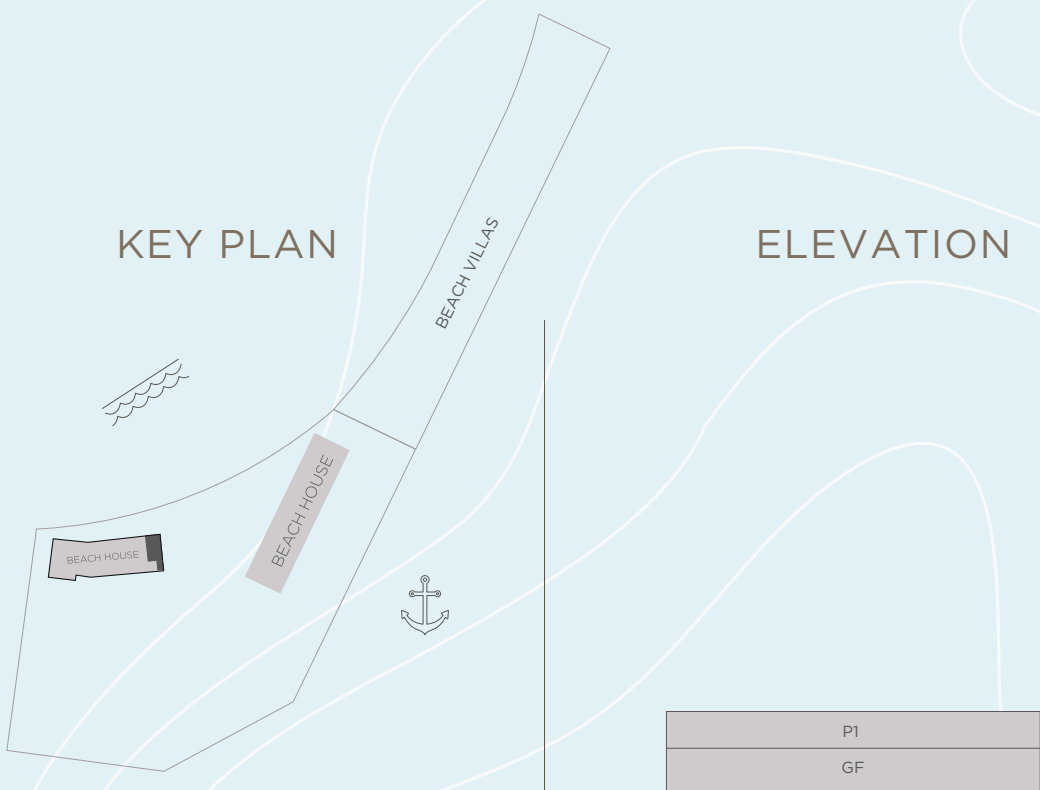 KEY PLAN
ELEVATION
BEACH VILLAS
BEACH HOUSE
BEACH HOUSE
P1
GF